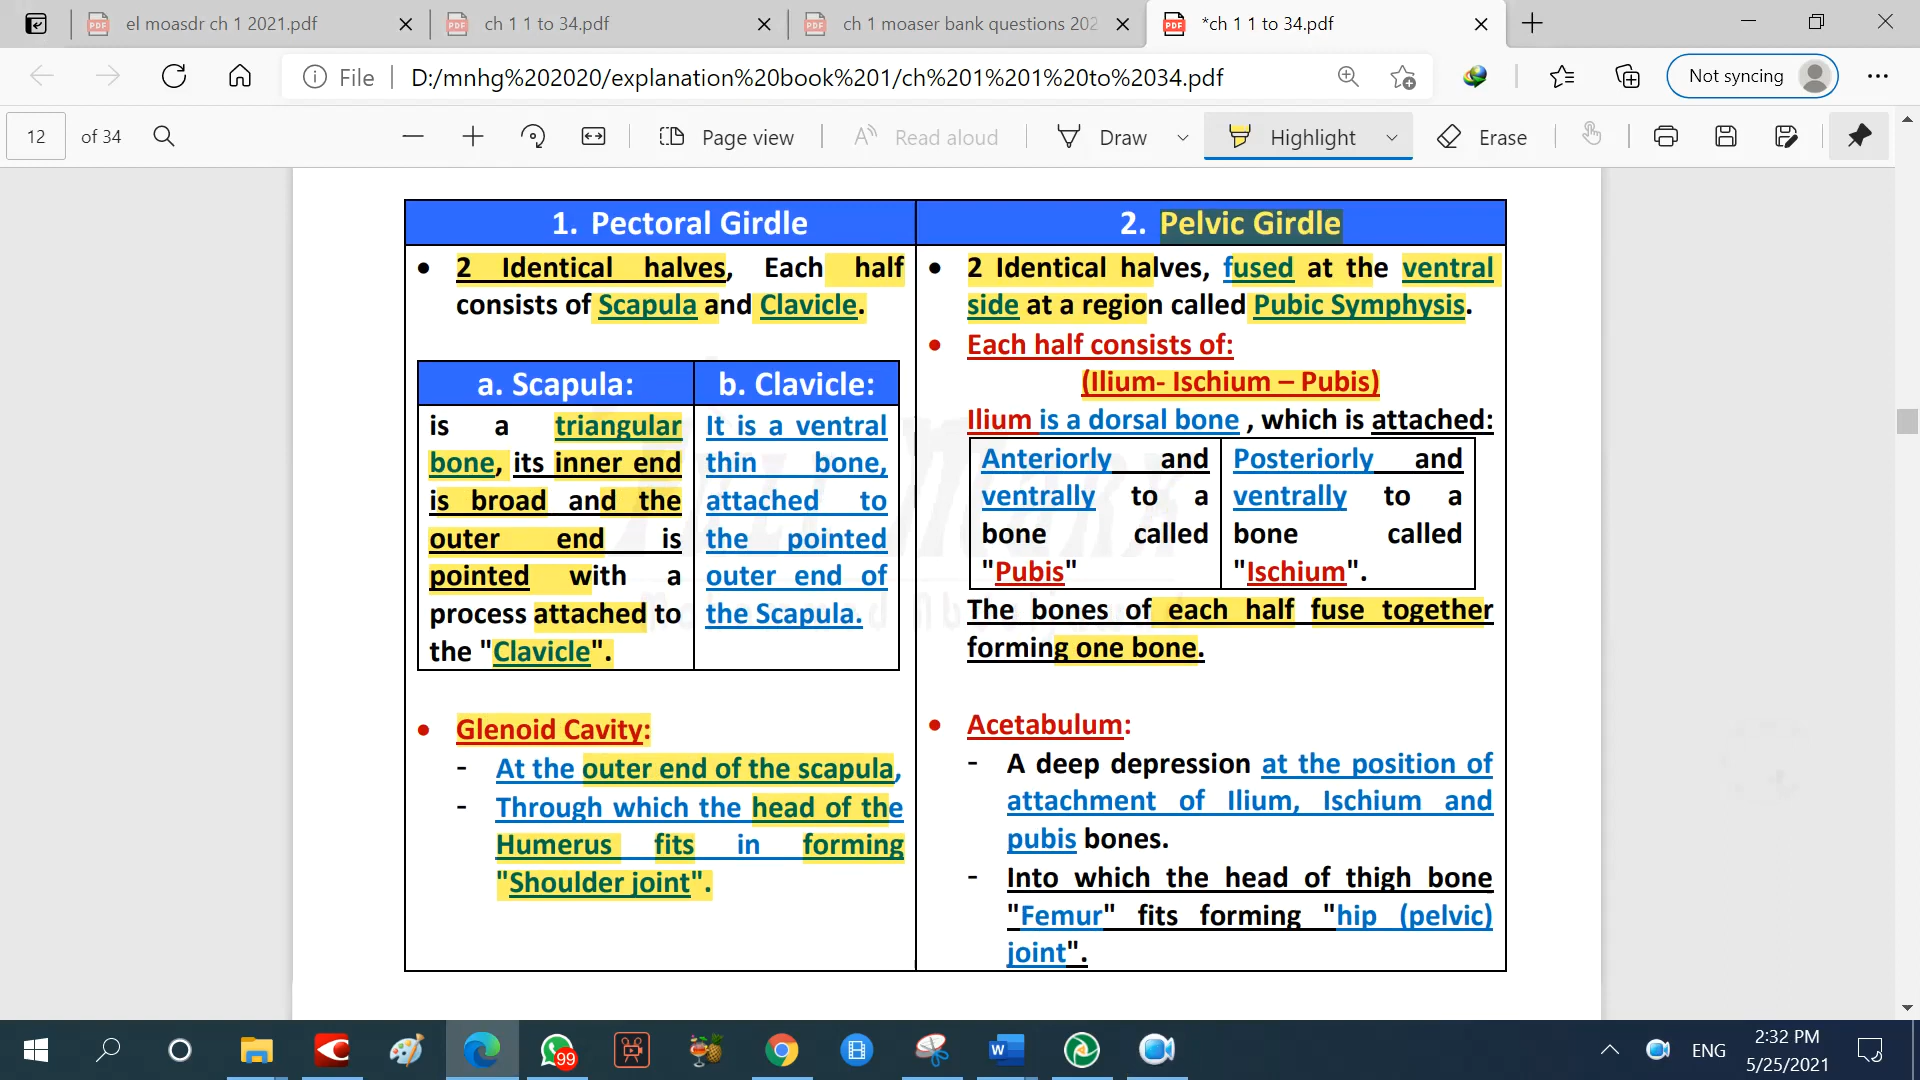 el moasdr ch 1 2021.pdf
ch 1 1 to 34.pdf
ch 1 moaser bank questions 202
*ch 1 1 to 34.pdf
File
D:/mnhg%202020/explanation%20book%201/ch%201%201%20to%2034.pdf
Not syncing
12 of 34
Page view
Read aloud
Draw
Highlight
Erase
1. Pectoral Girdle
• 2 Identical halves, Each half
consists of Scapula and Clavicle.
a. Scapula:
is a triangular
bone, its inner end
is broad and the
outer end is
pointed with a
process attached to
the "Clavicle".
b. Clavicle:
It is a ventral
thin bone,
attached to
the pointed
outer end of
the Scapula.
• Glenoid Cavity:
- At the outer end of the scapula,
- Through which the head of the
Humerus fits in forming
"Shoulder joint".
2. Pelvic Girdle
• 2 Identical halves, fused at the ventral
side at a region called Pubic Symphysis.
• Each half consists of:
(Ilium- Ischium – Pubis)
Ilium is a dorsal bone , which is attached:
Anteriorly and
ventrally to a
bone called
"Pubis"
Posteriorly and
ventrally to a
bone called
"Ischium".
The bones of each half fuse together
forming one bone.
• Acetabulum:
- A deep depression at the position of
attachment of Ilium, Ischium and
pubis bones.
- Into which the head of thigh bone
"Femur" fits forming "hip (pelvic)
joint".
99
ENG
2:32 PM
5/25/2021